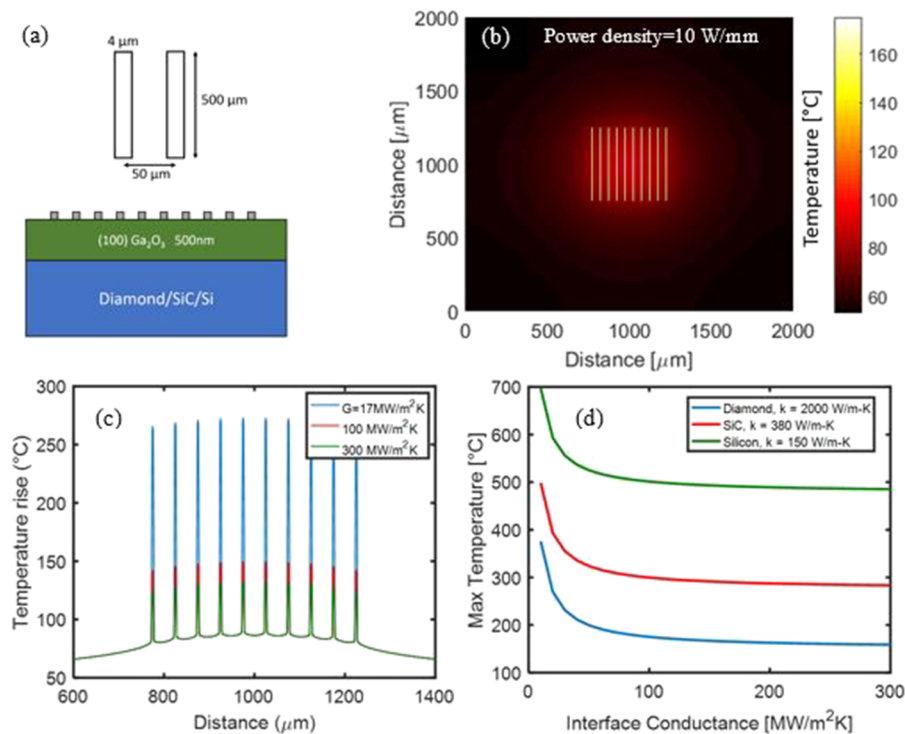 (a)
4 μm
500 μm
50 μm
(100) Ga₂O₃ 500nm
Diamond/SiC/Si
(b)
Power density=10 W/mm
2000
1500
1000
500
0
0 500 1000 1500 2000
Distance [μm]
Distance [μm]
Temperature [°C]
160
140
120
100
80
60
(c)
G=17MW/m²K
100 MW/m²K
300 MW/m²K
300
250
200
150
100
50
600 800 1000 1200 1400
Temperature rise (°C)
Distance (μm)
(d)
Diamond, k = 2000 W/m-K
SiC, k = 380 W/m-K
Silicon, k = 150 W/m-K
700
600
500
400
300
200
100
0 100 200 300
Max Temperature [°C]
Interface Conductance [MW/m²K]